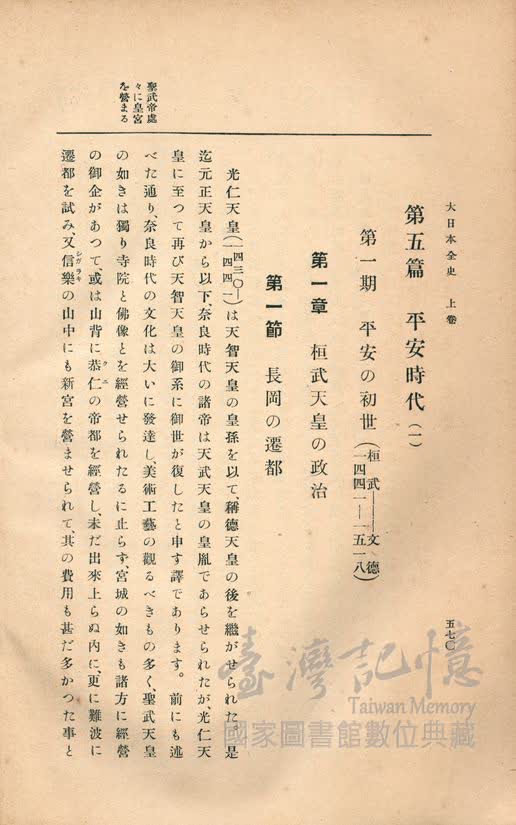 大日本全史 上卷
五七〇
第五篇 平安時代(一)
第一期 平安の初世(桓武――文德 一四四一―一五一八)
第一章 桓武天皇の政治
第一節 長岡の遷都
光仁天皇(一四三〇―一四四一)は天智天皇の皇孫を以て、稱德天皇の後を繼がせられた。是
迄元正天皇から以下、奈良時代の諸帝は天武天皇の皇胤であらせられたが、光仁天
皇に至つて再び天智天皇の御系に御世が復したと申す譯であります。前にも述
べた通り、奈良時代の文化は大いに發達し、美術工藝の觀るべきもの多く、聖武天皇
の如きは獨り寺院と佛像とを經營せられたるに止らず、宮城の如きも諸方に經營
の御企があつて、或は山背に恭仁クニの帝都を經營し、未だ出來上らぬ內に、更に難波に
遷都を試み、又信樂シガラキの山中にも新宮を營ませられて、其の費用も甚だ多かつた事と
聖武帝處
々に皇宮
を營まる
臺灣記憶
Taiwan Memory
國家圖書館數位典藏